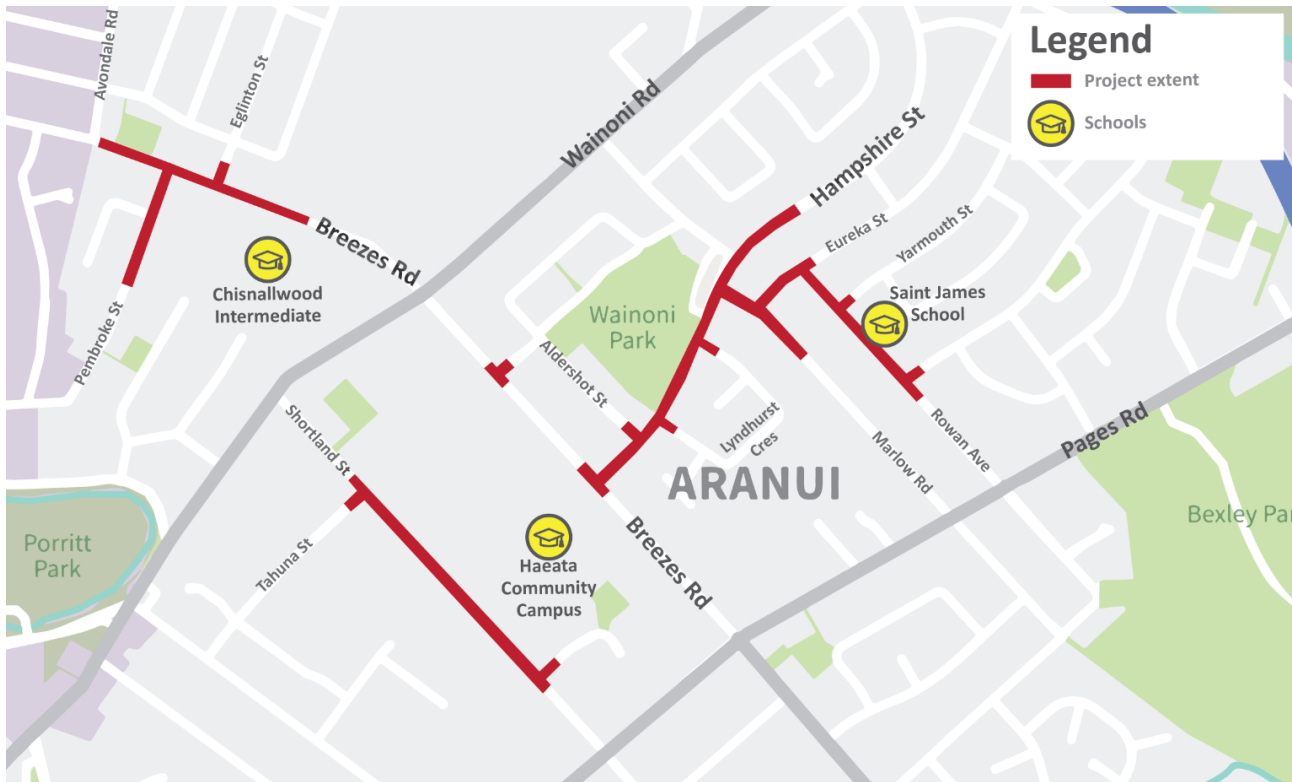 Legend
Project extent
Schools
Avondale Rd
Eglinton St
Wainoni Rd
Hampshire St
Breezes Rd
Eureka St
Yarmouth St
Chisnallwood
Intermediate
Pembroke St
Wainoni
Park
Saint James
School
Aldershot St
Shortland St
Lyndhurst
Cres
Marlow Rd
Rowan Ave
Pages Rd
ARANUI
Bexley Par
Porritt
Park
Tahuna St
Haeata
Community
Campus
Breezes Rd